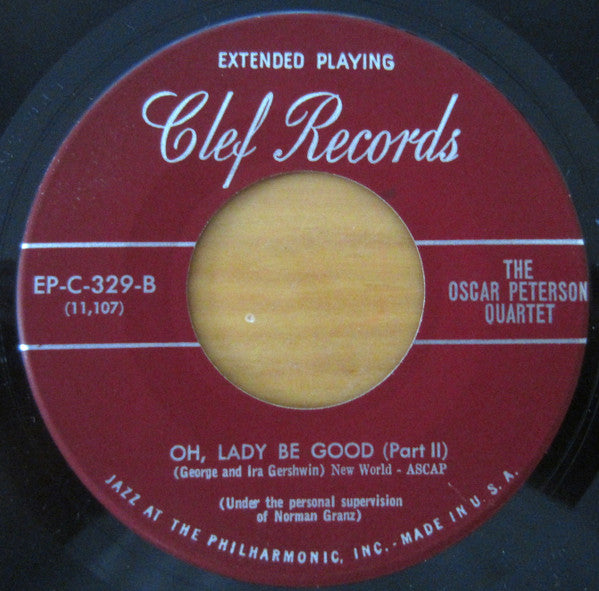 EXTENDED PLAYING
Clef Records
EP-C-329-B
(11,107)
THE
OSCAR PETERSON
QUARTET
OH, LADY BE GOOD (Part II)
(George and Ira Gershwin) New World - ASCAP
(Under the personal supervision
of Norman Granz)
JAZZ AT THE PHILHARMONIC, INC. - MADE IN U.S.A.